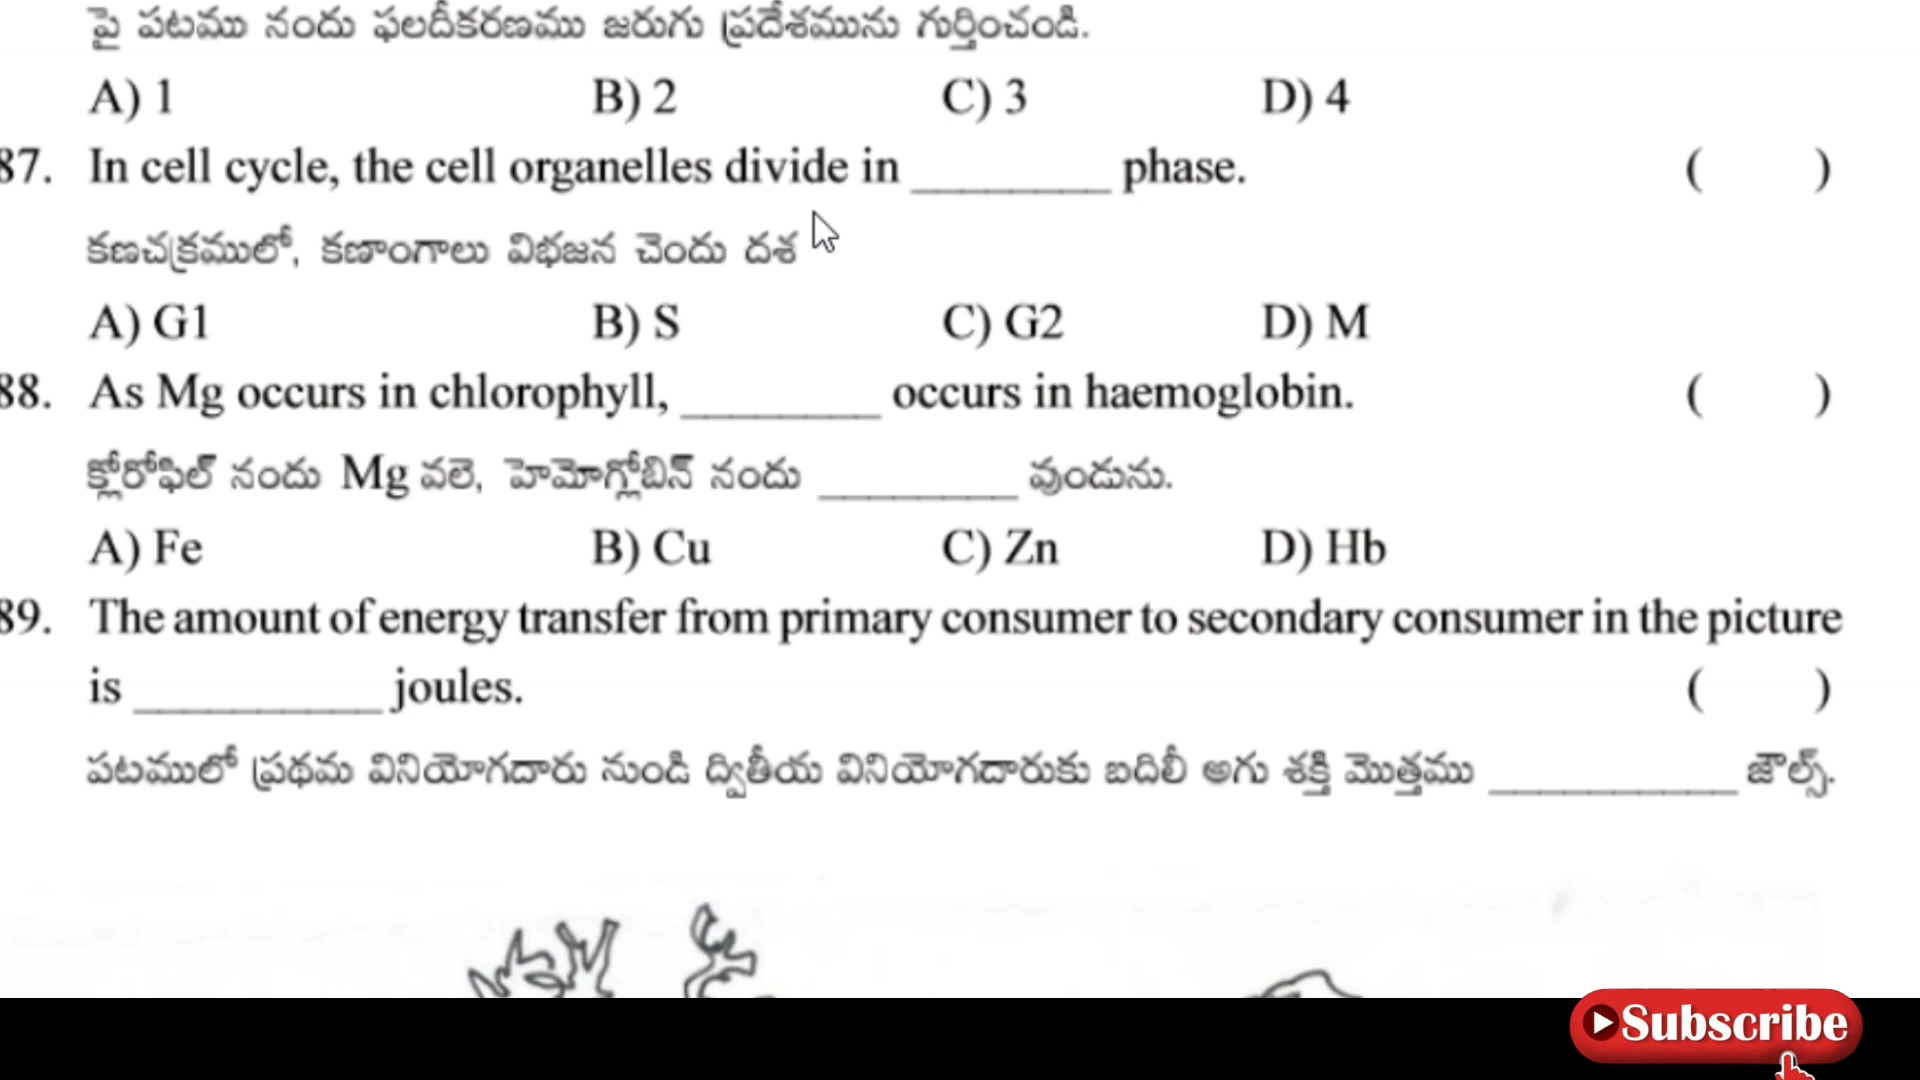 పై పటము నందు ఫలదీకరణము జరుగు ప్రదేశమును గుర్తించండి.
A) 1 B) 2 C) 3 D) 4
87. In cell cycle, the cell organelles divide in ________ phase. ( )
కణచక్రములో, కణాంగాలు విభజన చెందు దశ
A) G1 B) S C) G2 D) M
88. As Mg occurs in chlorophyll, ________ occurs in haemoglobin. ( )
క్లోరోఫిల్ నందు Mg వలె, హెమోగ్లోబిన్ నందు ________ వుండును.
A) Fe B) Cu C) Zn D) Hb
89. The amount of energy transfer from primary consumer to secondary consumer in the picture
is __________ joules. ( )
పటములో ప్రథమ వినియోగదారు నుండి ద్వితీయ వినియోగదారుకు బదిలీ అగు శక్తి మొత్తము __________ జౌల్స్.
Subscribe